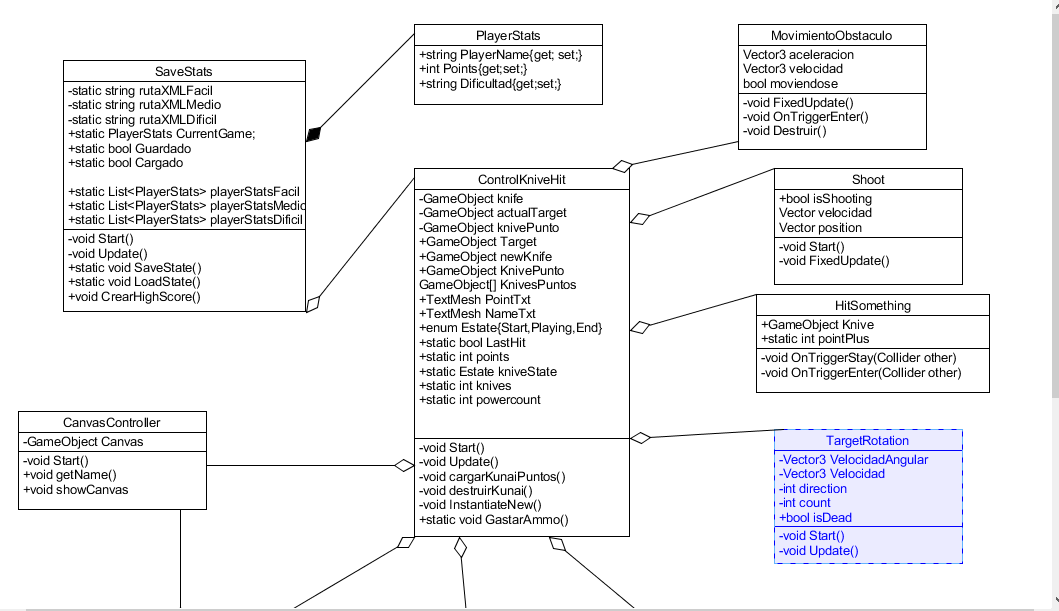 PlayerStats
+string PlayerName{get; set;}
+int Points{get;set;}
+string Dificultad{get;set;}
MovimientoObstaculo
Vector3 aceleracion
Vector3 velocidad
bool moviendose
-void FixedUpdate()
-void OnTriggerEnter()
-void Destruir()
SaveStats
-static string rutaXMLFacil
-static string rutaXMLMedio
-static string rutaXMLDificil
+static PlayerStats CurrentGame;
+static bool Guardado
+static bool Cargado
+static List<PlayerStats> playerStatsFacil
+static List<PlayerStats> playerStatsMedio
+static List<PlayerStats> playerStatsDificil
-void Start()
-void Update()
+static void SaveState()
+static void LoadState()
+void CrearHighScore()
ControlKniveHit
-GameObject knife
-GameObject actualTarget
-GameObject knivePunto
+GameObject Target
+GameObject newKnife
+GameObject KnivePunto
GameObject[] KnivesPuntos
+TextMesh PointTxt
+TextMesh NameTxt
+enum Estate{Start,Playing,End}
+static bool LastHit
+static int points
+static Estate kniveState
+static int knives
+static int powercount
-void Start()
-void Update()
-void cargarKunaiPuntos()
-void destruirKunai()
-void InstantiateNew()
+static void GastarAmmo()
Shoot
+bool isShooting
Vector velocidad
Vector position
-void Start()
-void FixedUpdate()
HitSomething
+GameObject Knive
+static int pointPlus
-void OnTriggerStay(Collider other)
-void OnTriggerEnter(Collider other)
CanvasController
-GameObject Canvas
-void Start()
+void getName()
+void showCanvas
TargetRotation
-Vector3 VelocidadAngular
-Vector3 Velocidad
-int direction
-int count
+bool isDead
-void Start()
-void Update()